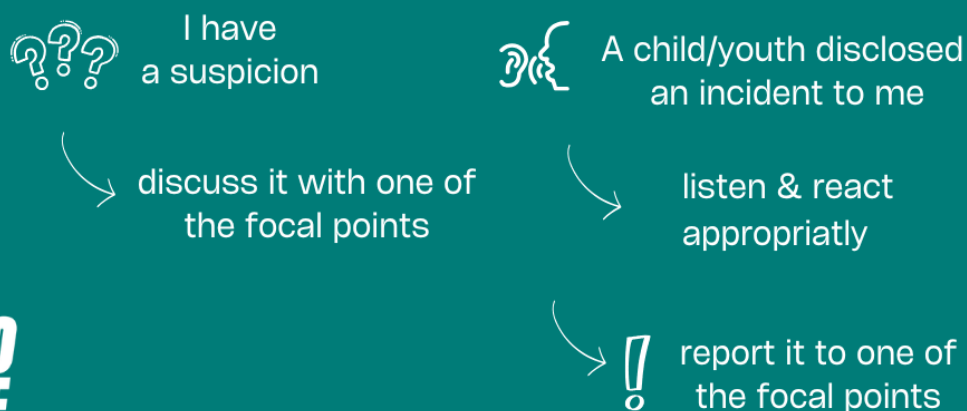 I have
a suspicion
discuss it with one of
the focal points
A child/youth disclosed
an incident to me
listen & react
appropriatly
report it to one of
the focal points